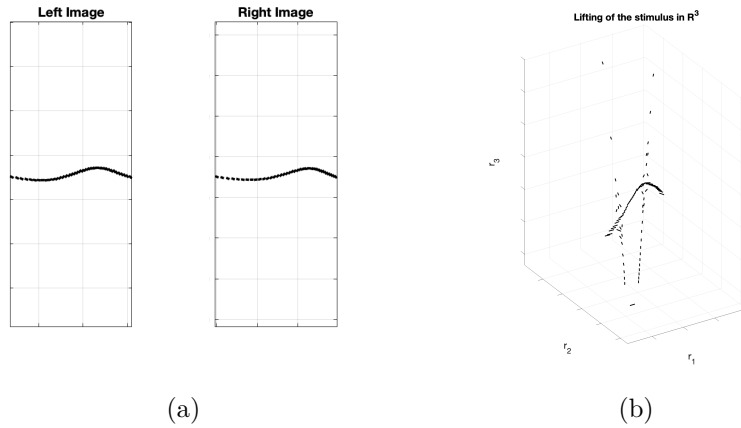 Left Image
Right Image
Lifting of the stimulus in R³
r₃
r₂
r₁
(a)
(b)